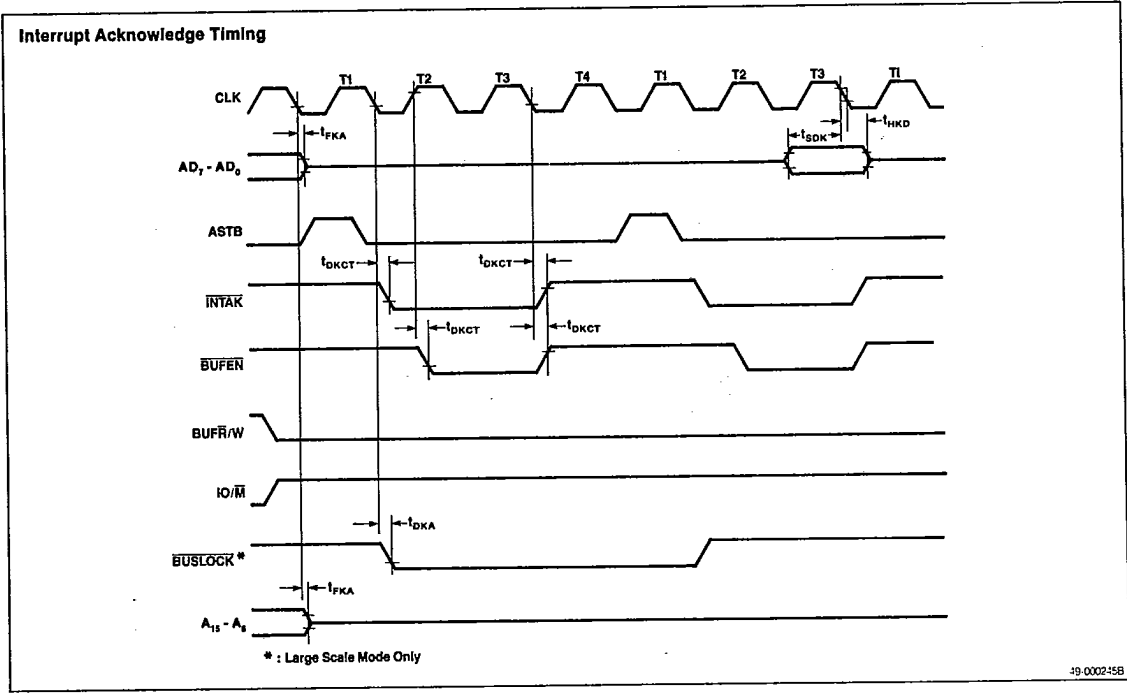 Interrupt Acknowledge Timing
T1 T2 T3 T4 T1 T2 T3 TI
CLK
tFKA
tSDK
tHKD
AD7 - AD0
ASTB
tDKCT
tDKCT
INTAK
tDKCT
tDKCT
BUFEN
BUFR/W
IO/M
tDKA
BUSLOCK *
tFKA
A15 - A8
* : Large Scale Mode Only
49-000245B